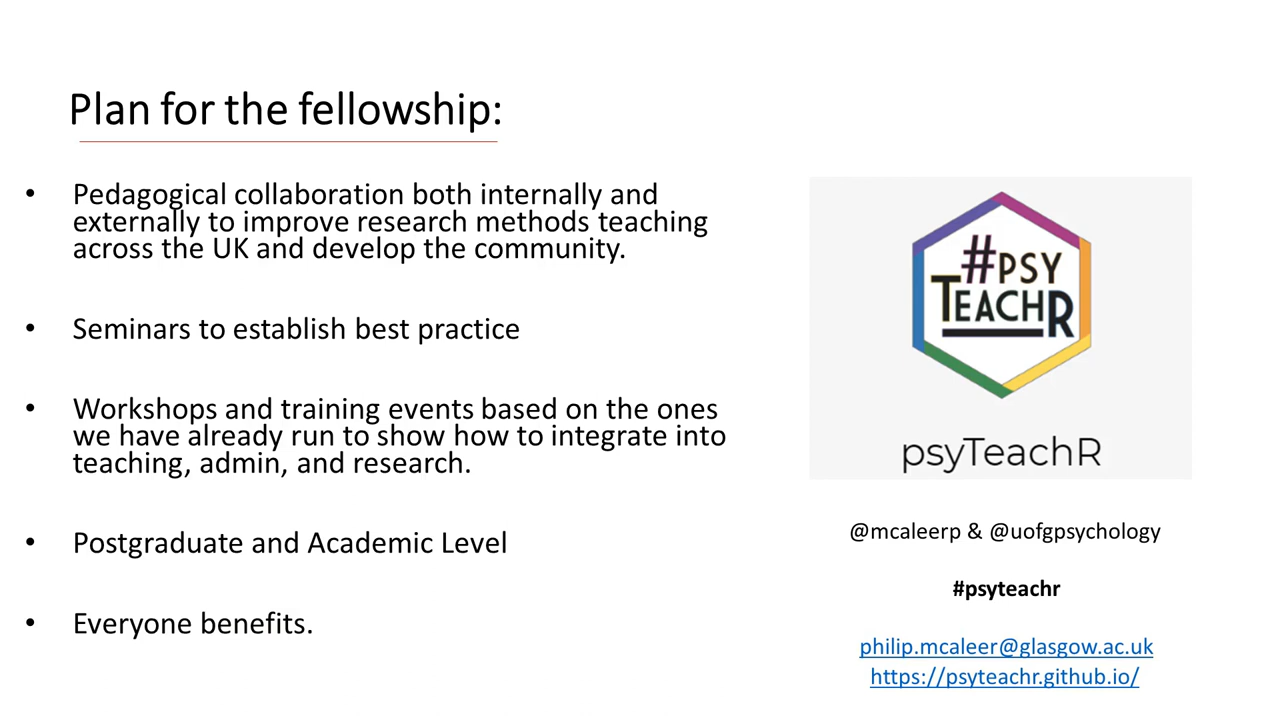 Plan for the fellowship:
• Pedagogical collaboration both internally and
externally to improve research methods teaching
across the UK and develop the community.
• Seminars to establish best practice
• Workshops and training events based on the ones
we have already run to show how to integrate into
teaching, admin, and research.
• Postgraduate and Academic Level
• Everyone benefits.
#PSY
TEACHR
psyTeachR
@mcaleerp & @uofgpsychology
#psyteachr
philip.mcaleer@glasgow.ac.uk
https://psyteachr.github.io/